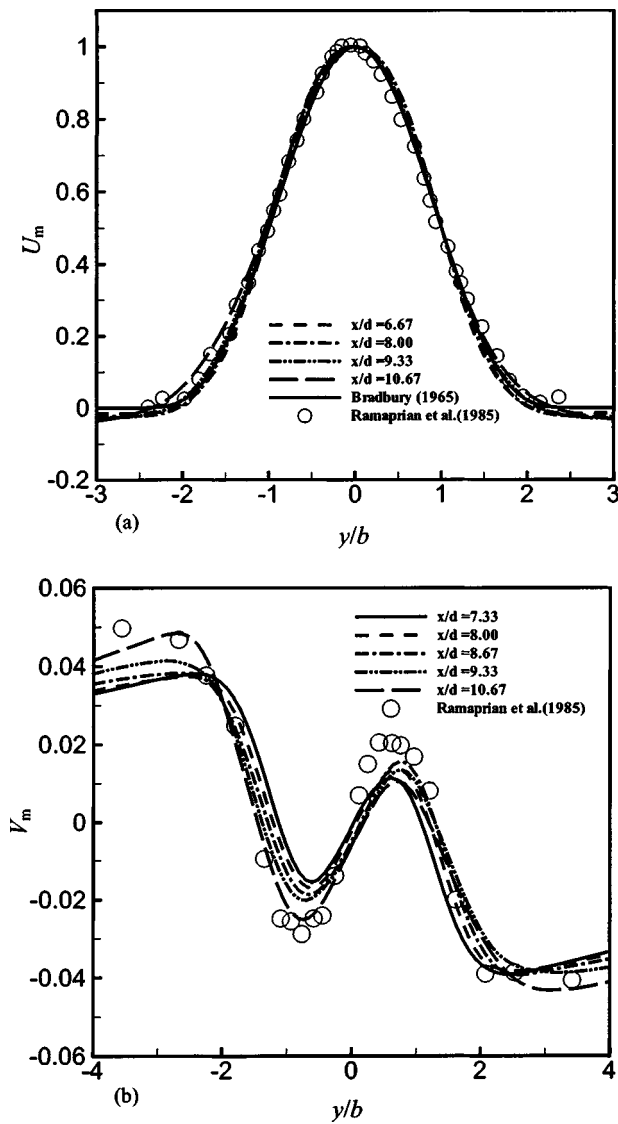 1
0.8
0.6
0.4
0.2
0
-0.2
U_m
x/d =6.67
x/d =8.00
x/d =9.33
x/d =10.67
Bradbury (1965)
Ramaprian et al.(1985)
-3 -2 -1 0 1 2 3
(a)
y/b
0.06
0.04
0.02
0
-0.02
-0.04
-0.06
V_m
x/d =7.33
x/d =8.00
x/d =8.67
x/d =9.33
x/d =10.67
Ramaprian et al.(1985)
-4 -2 0 2 4
(b)
y/b